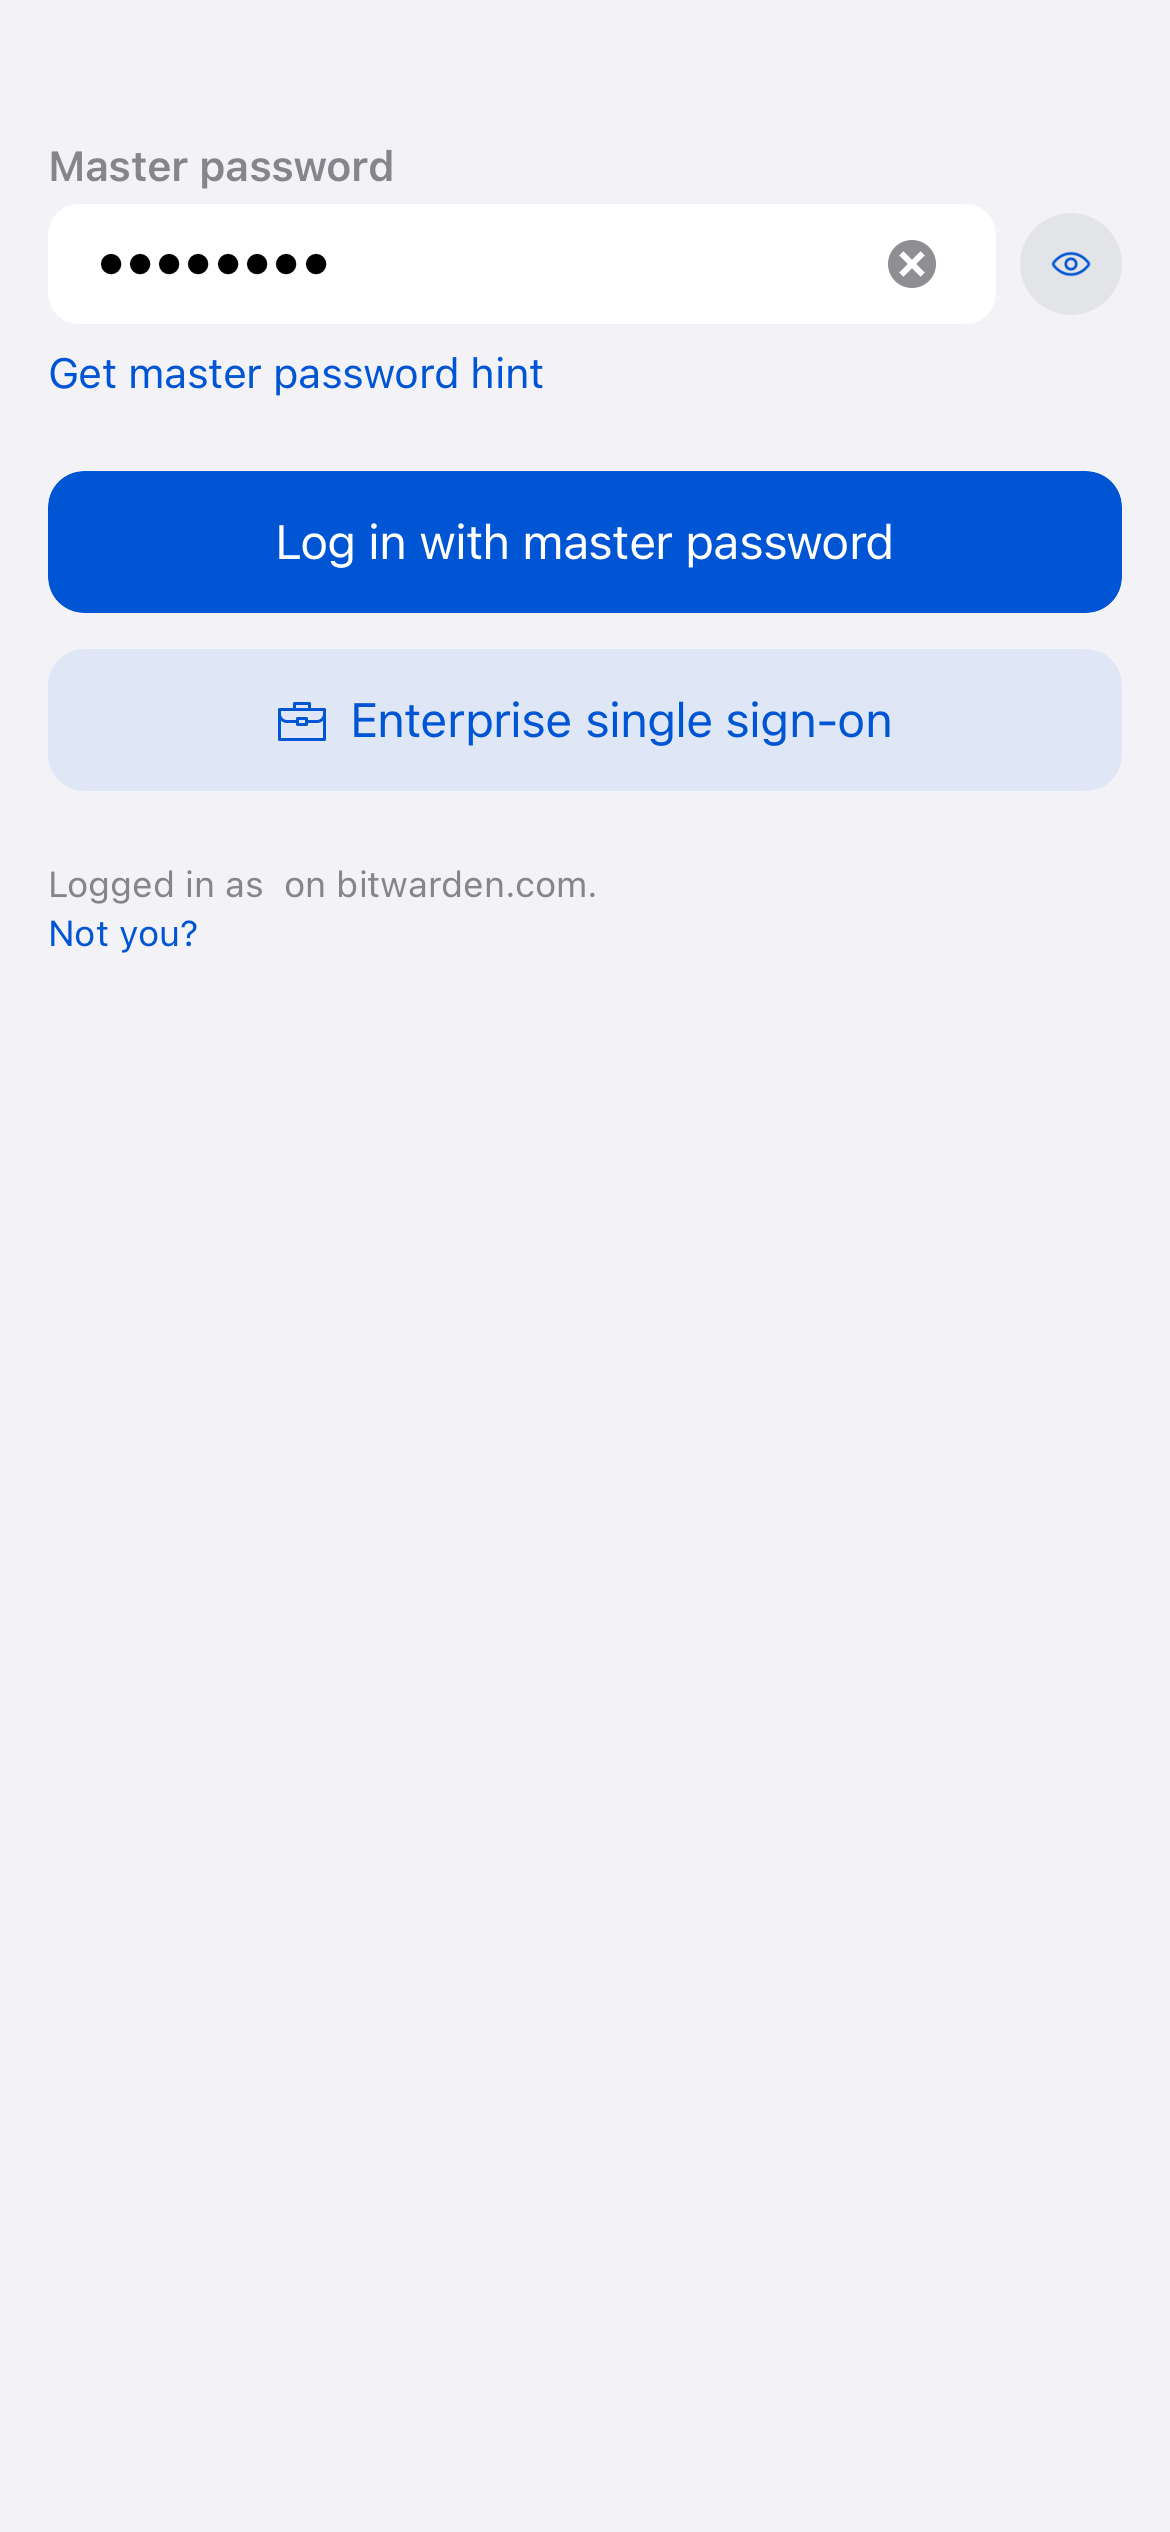 Master password
••••••••
Get master password hint
Log in with master password
Enterprise single sign-on
Logged in as  on bitwarden.com.
Not you?